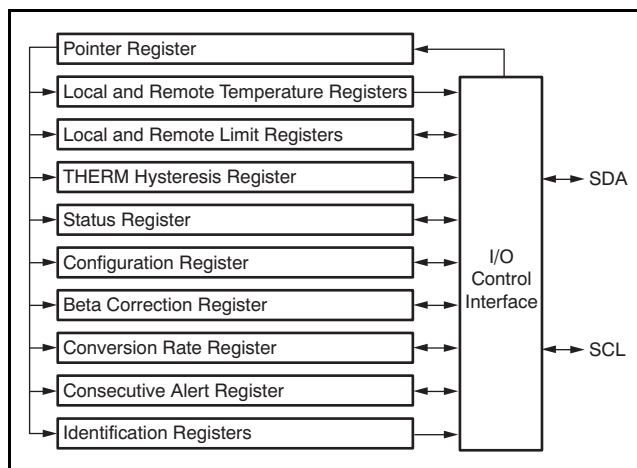 Pointer Register
Local and Remote Temperature Registers
Local and Remote Limit Registers
THERM Hysteresis Register
Status Register
Configuration Register
Beta Correction Register
Conversion Rate Register
Consecutive Alert Register
Identification Registers
I/O
Control
Interface
SDA
SCL